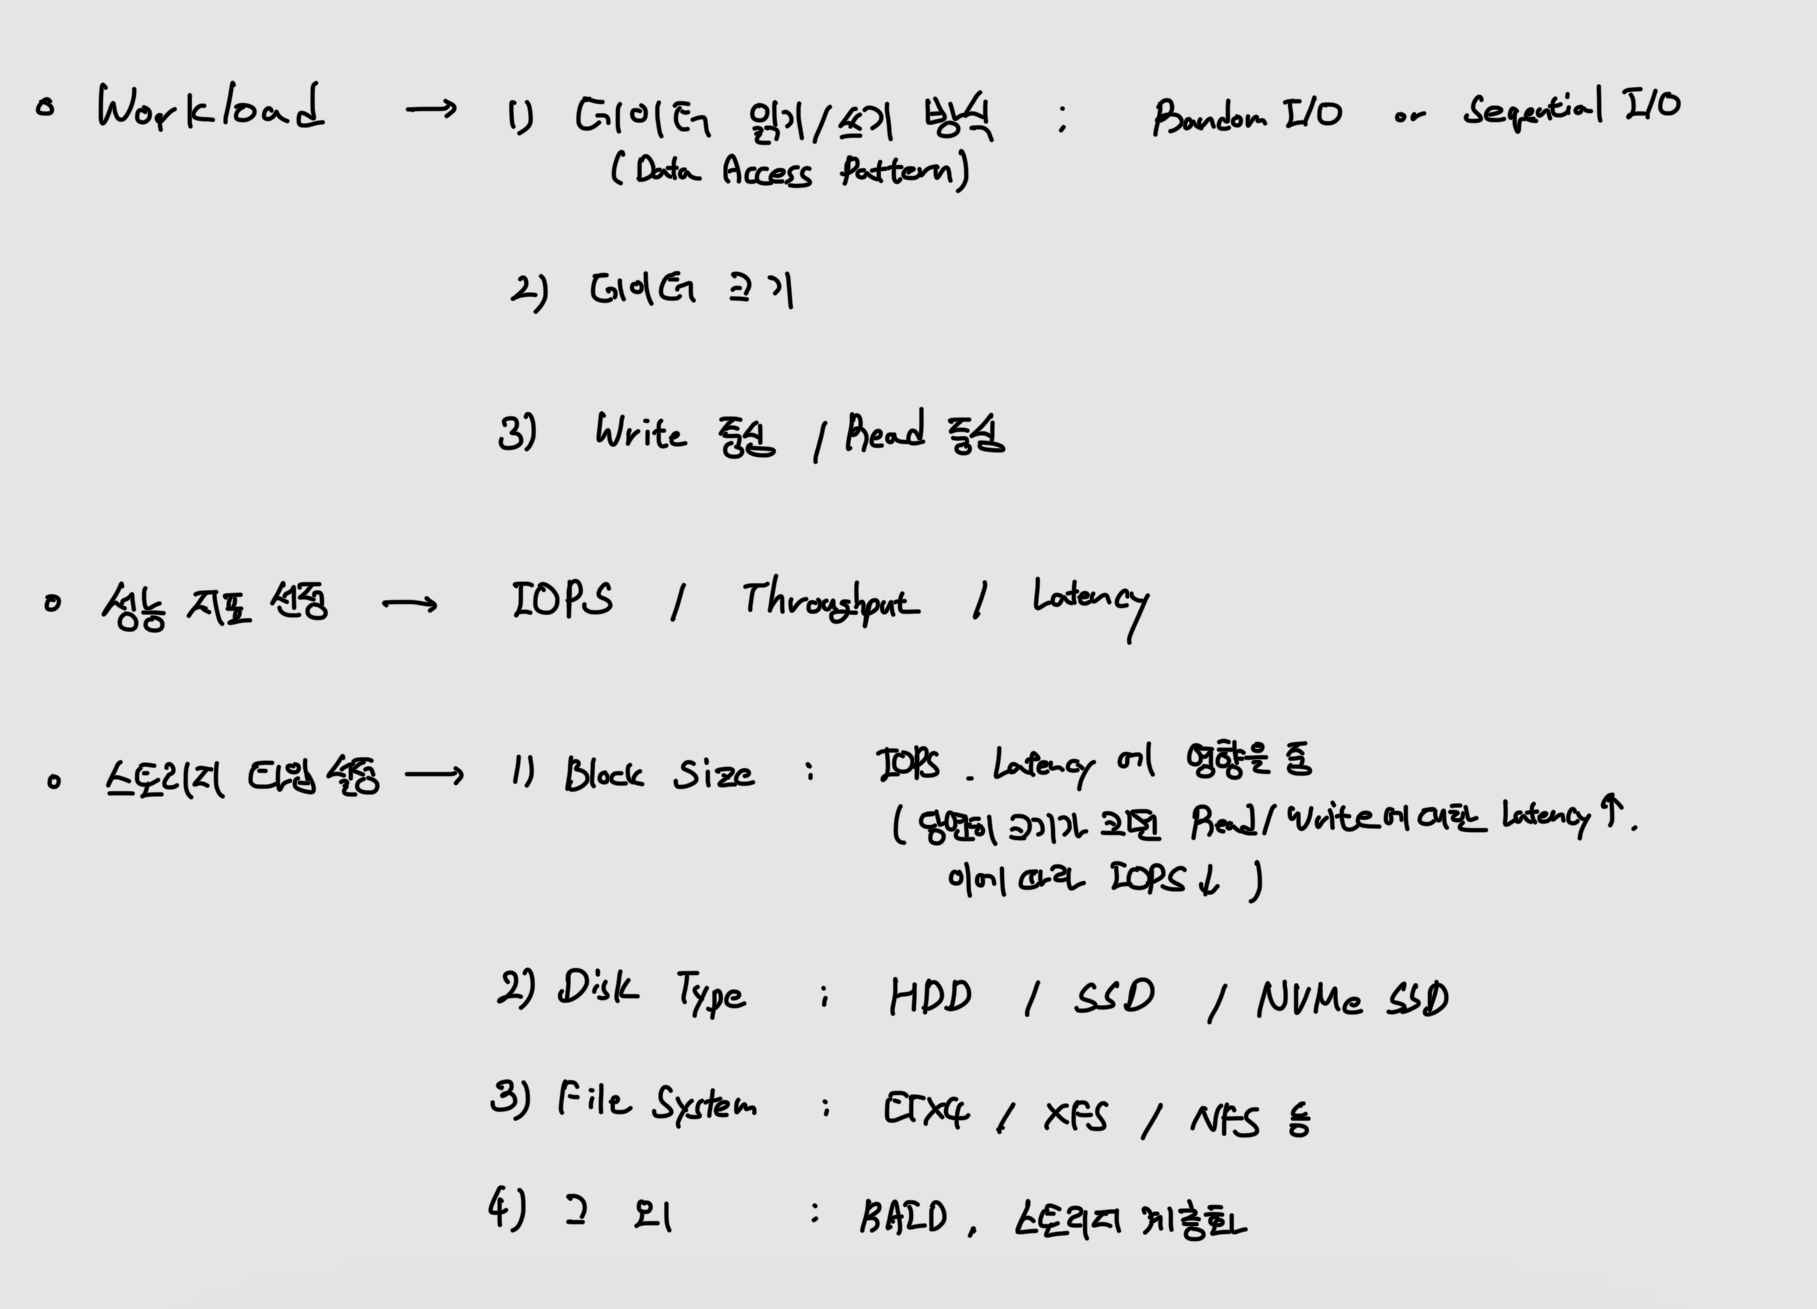 o Workload → 1) 데이터 읽기/쓰기 방식 : Random I/O or Seqential I/O
(Data Access Pattern)
2) 데이터 크기
3) Write 중심 / Read 중심
o 성능 지표 선정 → IOPS / Throughput / Latency
o 스토리지 타입 설정 → 1) Block Size : IOPS. Latency 에 영향을 줌
(당연히 크기가 크면 Read/Write에 대한 Latency↑.
이에 따라 IOPS↓)
2) Disk Type : HDD / SSD / NVMe SSD
3) File System : ETX4 / XFS / NFS 등
4) 그 외 : RAID, 스토리지 계층화